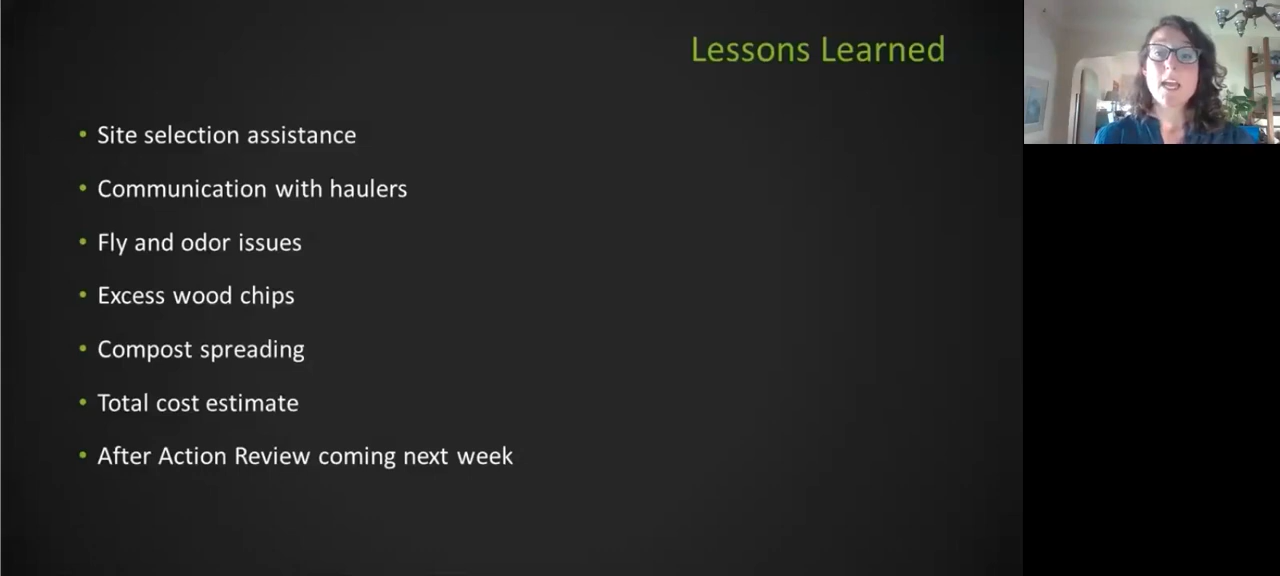 Lessons Learned
• Site selection assistance
• Communication with haulers
• Fly and odor issues
• Excess wood chips
• Compost spreading
• Total cost estimate
• After Action Review coming next week